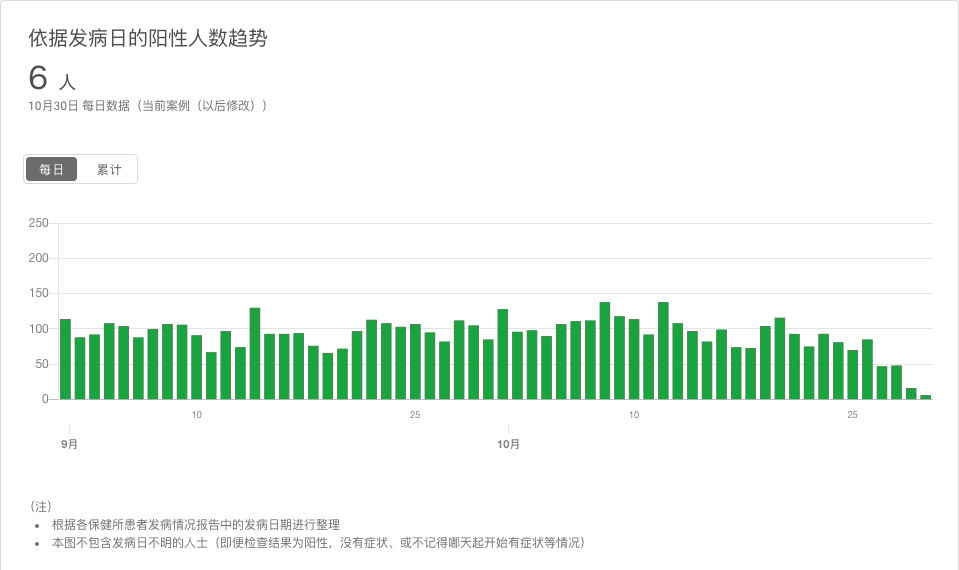 依据发病日的阳性人数趋势
6 人
10月30日 每日数据（当前案例（以后修改））
每日 累计
250
200
150
100
50
0
10 25 10 25
9月 10月
(注)
• 根据各保健所患者发病情况报告中的发病日期进行整理
• 本图不包含发病日不明的人士（即便检查结果为阳性，没有症状、或不记得哪天起开始有症状等情况）